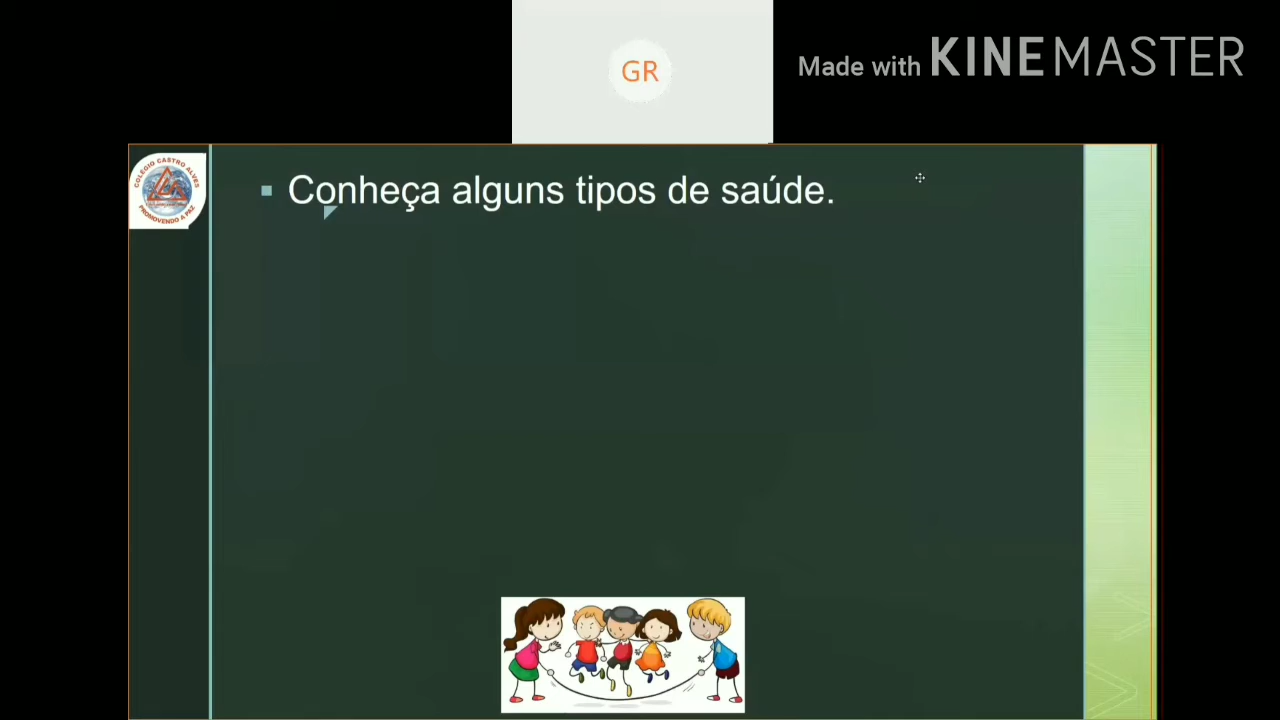 GR
Made with KINEMASTER
COLÉGIO CASTRO ALVES
PROMOVENDO A PAZ
Conheça alguns tipos de saúde.